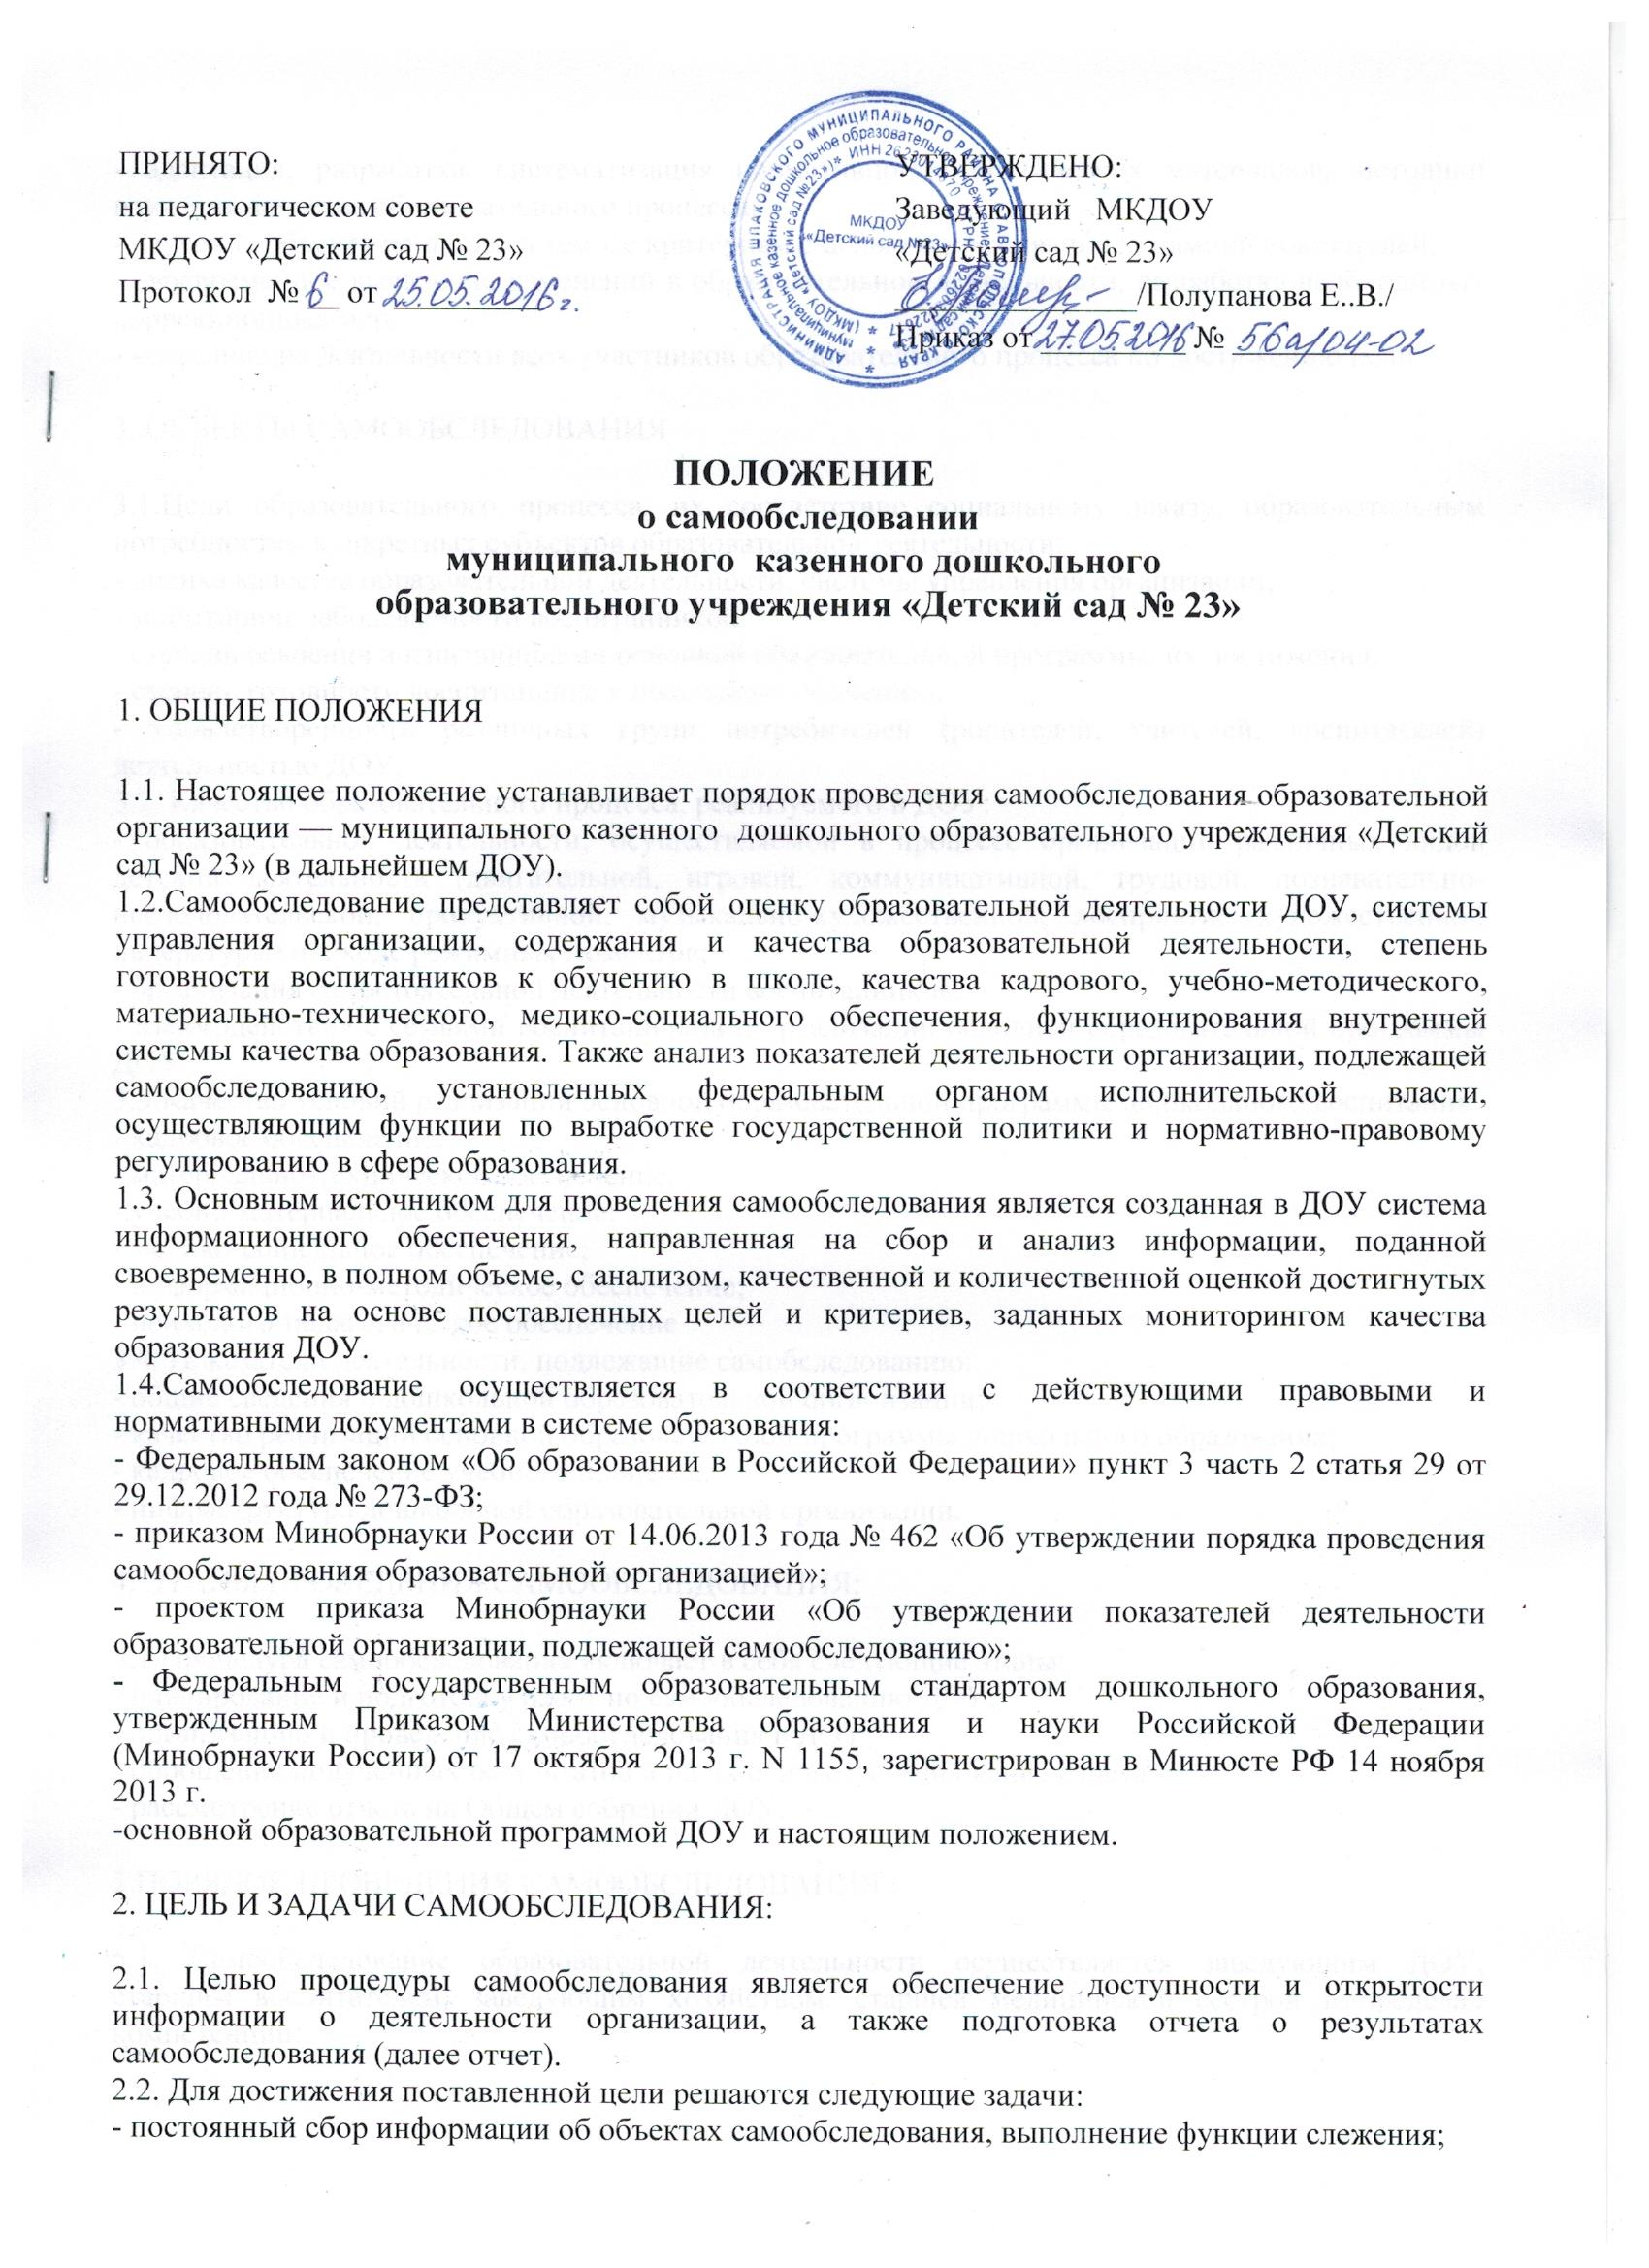 ПРИНЯТО:
на педагогическом совете
МКДОУ «Детский сад № 23»
Протокол № 6 от 25.05.2016г.
УТВЕРЖДЕНО:
Заведующий МКДОУ
«Детский сад № 23»
/Полупанова Е..В./
Приказ от 27.05.2016 № 56а/04-02
МКДОУ
«Детский сад №23»
ПОЛОЖЕНИЕ
о самообследовании
муниципального казенного дошкольного
образовательного учреждения «Детский сад № 23»
1. ОБЩИЕ ПОЛОЖЕНИЯ
1.1. Настоящее положение устанавливает порядок проведения самообследования образовательной
организации — муниципального казенного дошкольного образовательного учреждения «Детский
сад № 23» (в дальнейшем ДОУ).
1.2.Самообследование представляет собой оценку образовательной деятельности ДОУ, системы
управления организации, содержания и качества образовательной деятельности, степень
готовности воспитанников к обучению в школе, качества кадрового, учебно-методического,
материально-технического, медико-социального обеспечения, функционирования внутренней
системы качества образования. Также анализ показателей деятельности организации, подлежащей
самообследованию, установленных федеральным органом исполнительской власти,
осуществляющим функции по выработке государственной политики и нормативно-правовому
регулированию в сфере образования.
1.3. Основным источником для проведения самообследования является созданная в ДОУ система
информационного обеспечения, направленная на сбор и анализ информации, поданной
своевременно, в полном объеме, с анализом, качественной и количественной оценкой достигнутых
результатов на основе поставленных целей и критериев, заданных мониторингом качества
образования ДОУ.
1.4.Самообследование осуществляется в соответствии с действующими правовыми и
нормативными документами в системе образования:
- Федеральным законом «Об образовании в Российской Федерации» пункт 3 часть 2 статья 29 от
29.12.2012 года № 273-ФЗ;
- приказом Минобрнауки России от 14.06.2013 года № 462 «Об утверждении порядка проведения
самообследования образовательной организацией»;
- проектом приказа Минобрнауки России «Об утверждении показателей деятельности
образовательной организации, подлежащей самообследованию»;
- Федеральным государственным образовательным стандартом дошкольного образования,
утвержденным Приказом Министерства образования и науки Российской Федерации
(Минобрнауки России) от 17 октября 2013 г. N 1155, зарегистрирован в Минюсте РФ 14 ноября
2013 г.
-основной образовательной программой ДОУ и настоящим положением.
2. ЦЕЛЬ И ЗАДАЧИ САМООБСЛЕДОВАНИЯ:
2.1. Целью процедуры самообследования является обеспечение доступности и открытости
информации о деятельности организации, а также подготовка отчета о результатах
самообследования (далее отчет).
2.2. Для достижения поставленной цели решаются следующие задачи:
- постоянный сбор информации об объектах самообследования, выполнение функции слежения;